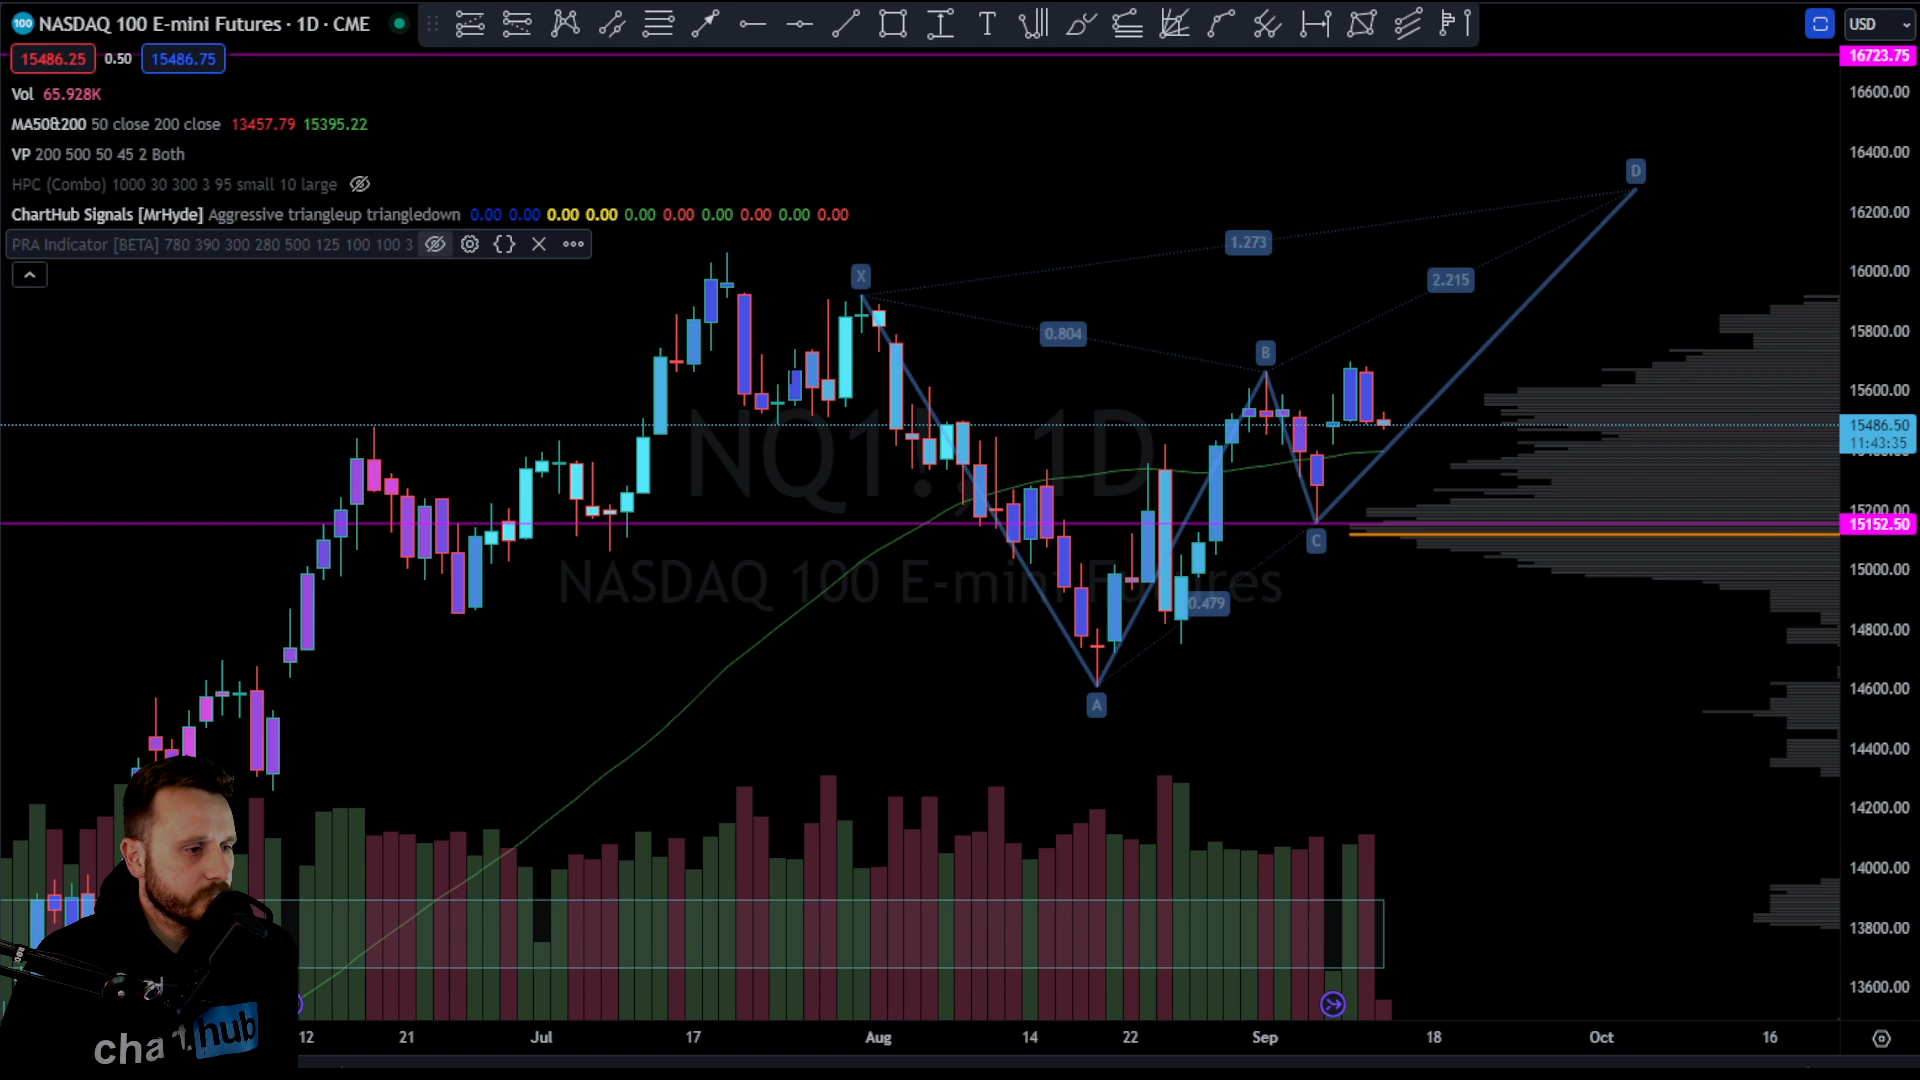 100 NASDAQ 100 E-mini Futures · 1D · CME
USD
15486.25 0.50 15486.75
16723.75
Vol 65.928K
16600.00
MA50&200 50 close 200 close 13457.79 15395.22
VP 200 500 50 45 2 Both
16400.00
HPC (Combo) 1000 30 300 3 95 small 10 large
D
ChartHub Signals [MrHyde] Aggressive triangleup triangledown 0.00 0.00 0.00 0.00 0.00 0.00 0.00 0.00 0.00 0.00
16200.00
PRA Indicator [BETA] 780 390 300 280 500 125 100 100 3
1.273
16000.00
X
2.215
15800.00
0.804
B
15600.00
NQ1!, 1D
15486.50
11:43:35
15200.00
15152.50
C
15000.00
NASDAQ 100 E-mini Futures
0.479
14800.00
14600.00
A
14400.00
14200.00
14000.00
13800.00
13600.00
12 21 Jul 17 Aug 14 22 Sep 18 Oct 16
chart hub